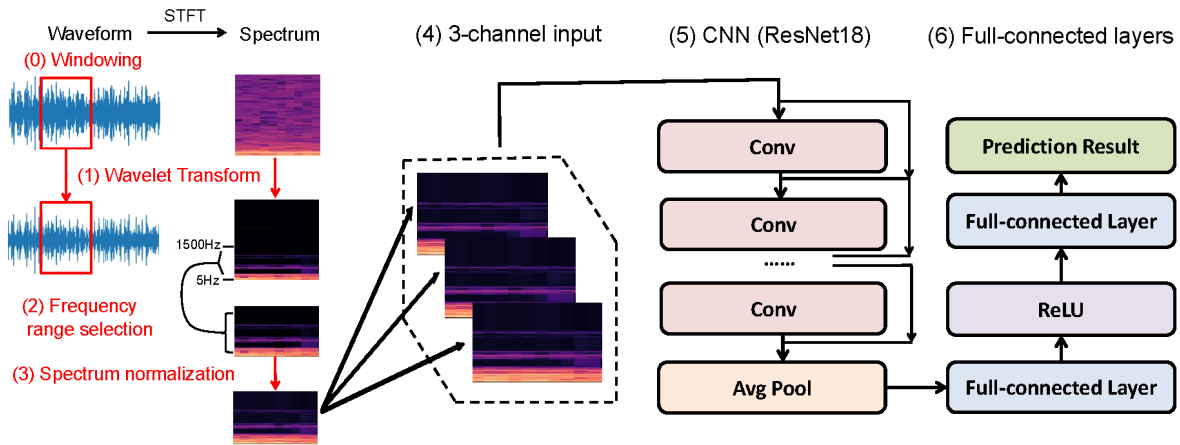 STFT
Waveform
Spectrum
(0) Windowing
(1) Wavelet Transform
1500Hz
5Hz
(2) Frequency
range selection
(3) Spectrum normalization
(4) 3-channel input
(5) CNN (ResNet18)
Conv
Conv
......
Conv
Avg Pool
(6) Full-connected layers
Prediction Result
Full-connected Layer
ReLU
Full-connected Layer